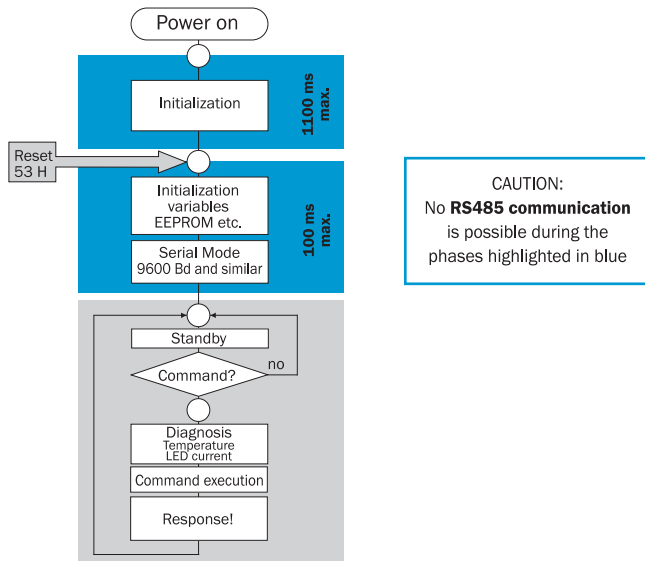 Power on
Initialization
1100 ms
max.
Reset
53 H
Initialization
variables
EEPROM etc.
100 ms
max.
Serial Mode
9600 Bd and similar
CAUTION:
No RS485 communication
is possible during the
phases highlighted in blue
Standby
Command?
no
Diagnosis
Temperature
LED current
Command execution
Response!